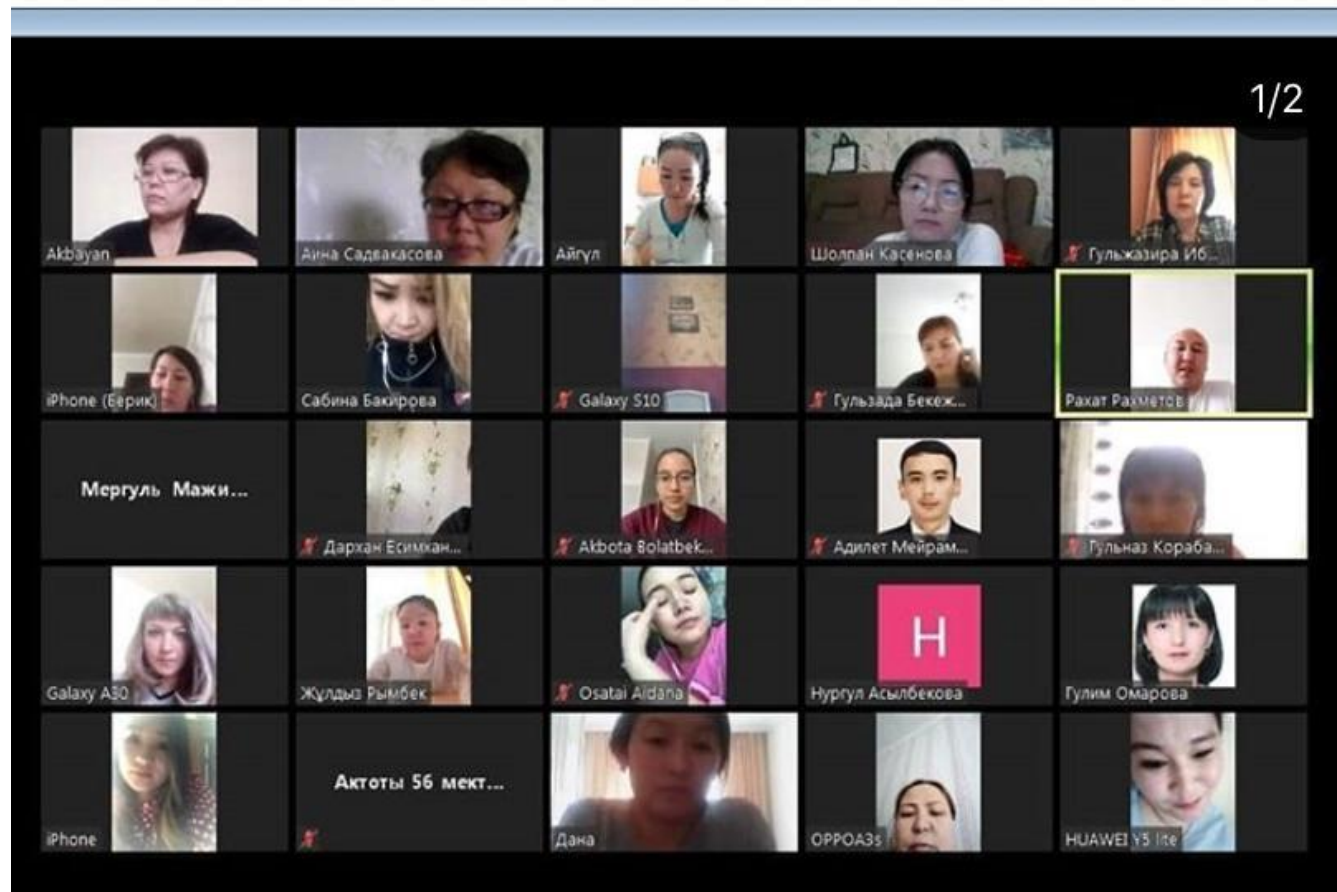 1/2
Akbayan
Аина Садвакасова
Айгүл
Шолпан Касенова
Гульжазира Иб...
iPhone (Берик)
Сабина Бакирова
Galaxy S10
Гульзада Бекеж...
Рахат Рахметов
Мергуль Мажи...
Дархан Есимхан...
Akbota Bolatbek...
Адилет Мейрам...
Гульназ Кораба...
Galaxy A30
Жұлдыз Рымбек
Osatai Aidana
Н
Нургул Асылбекова
Гулим Омарова
iPhone
Актоты 56 мект...
Дана
OPPOA3s
HUAWEI Y5 lite